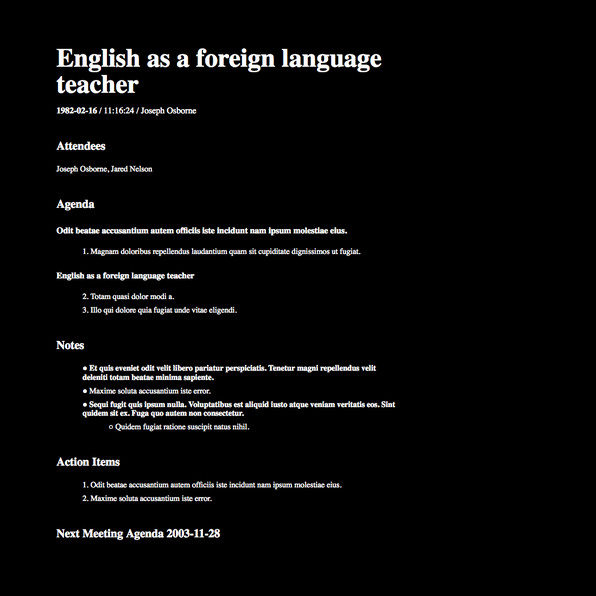 English as a foreign language
teacher
1982-02-16 / 11:16:24 / Joseph Osborne
Attendees
Joseph Osborne, Jared Nelson
Agenda
Odit beatae accusantium autem officiis iste incidunt nam ipsum molestiae eius.
1. Magnam doloribus repellendus laudantium quam sit cupiditate dignissimos ut fugiat.
English as a foreign language teacher
2. Totam quasi dolor modi a.
3. Illo qui dolore quia fugiat unde vitae eligendi.
Notes
● Et quis eveniet odit velit libero pariatur perspiciatis. Tenetur magni repellendus velit
deleniti totam beatae minima sapiente.
● Maxime soluta accusantium iste error.
● Sequi fugit quis ipsum nulla. Voluptatibus est aliquid iusto atque veniam veritatis eos. Sint
quidem sit ex. Fuga quo autem non consectetur.
○ Quidem fugiat ratione suscipit natus nihil.
Action Items
1. Odit beatae accusantium autem officiis iste incidunt nam ipsum molestiae eius.
2. Maxime soluta accusantium iste error.
Next Meeting Agenda 2003-11-28